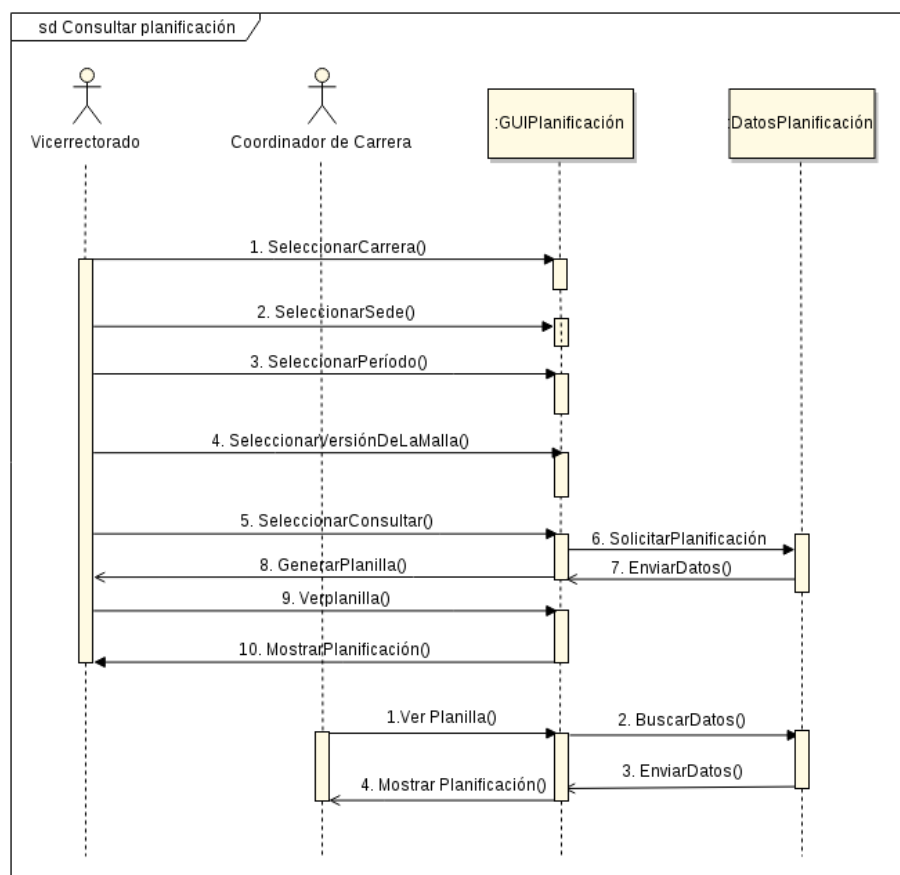 sd Consultar planificación
Vicerrectorado
Coordinador de Carrera
:GUIPlanificación
:DatosPlanificación
1. SeleccionarCarrera()
2. SeleccionarSede()
3. SeleccionarPeríodo()
4. SeleccionarVersiónDeLaMalla()
5. SeleccionarConsultar()
6. SolicitarPlanificación
7. EnviarDatos()
8. GenerarPlanilla()
9. Verplanilla()
10. MostrarPlanificación()
1.Ver Planilla()
2. BuscarDatos()
3. EnviarDatos()
4. Mostrar Planificación()